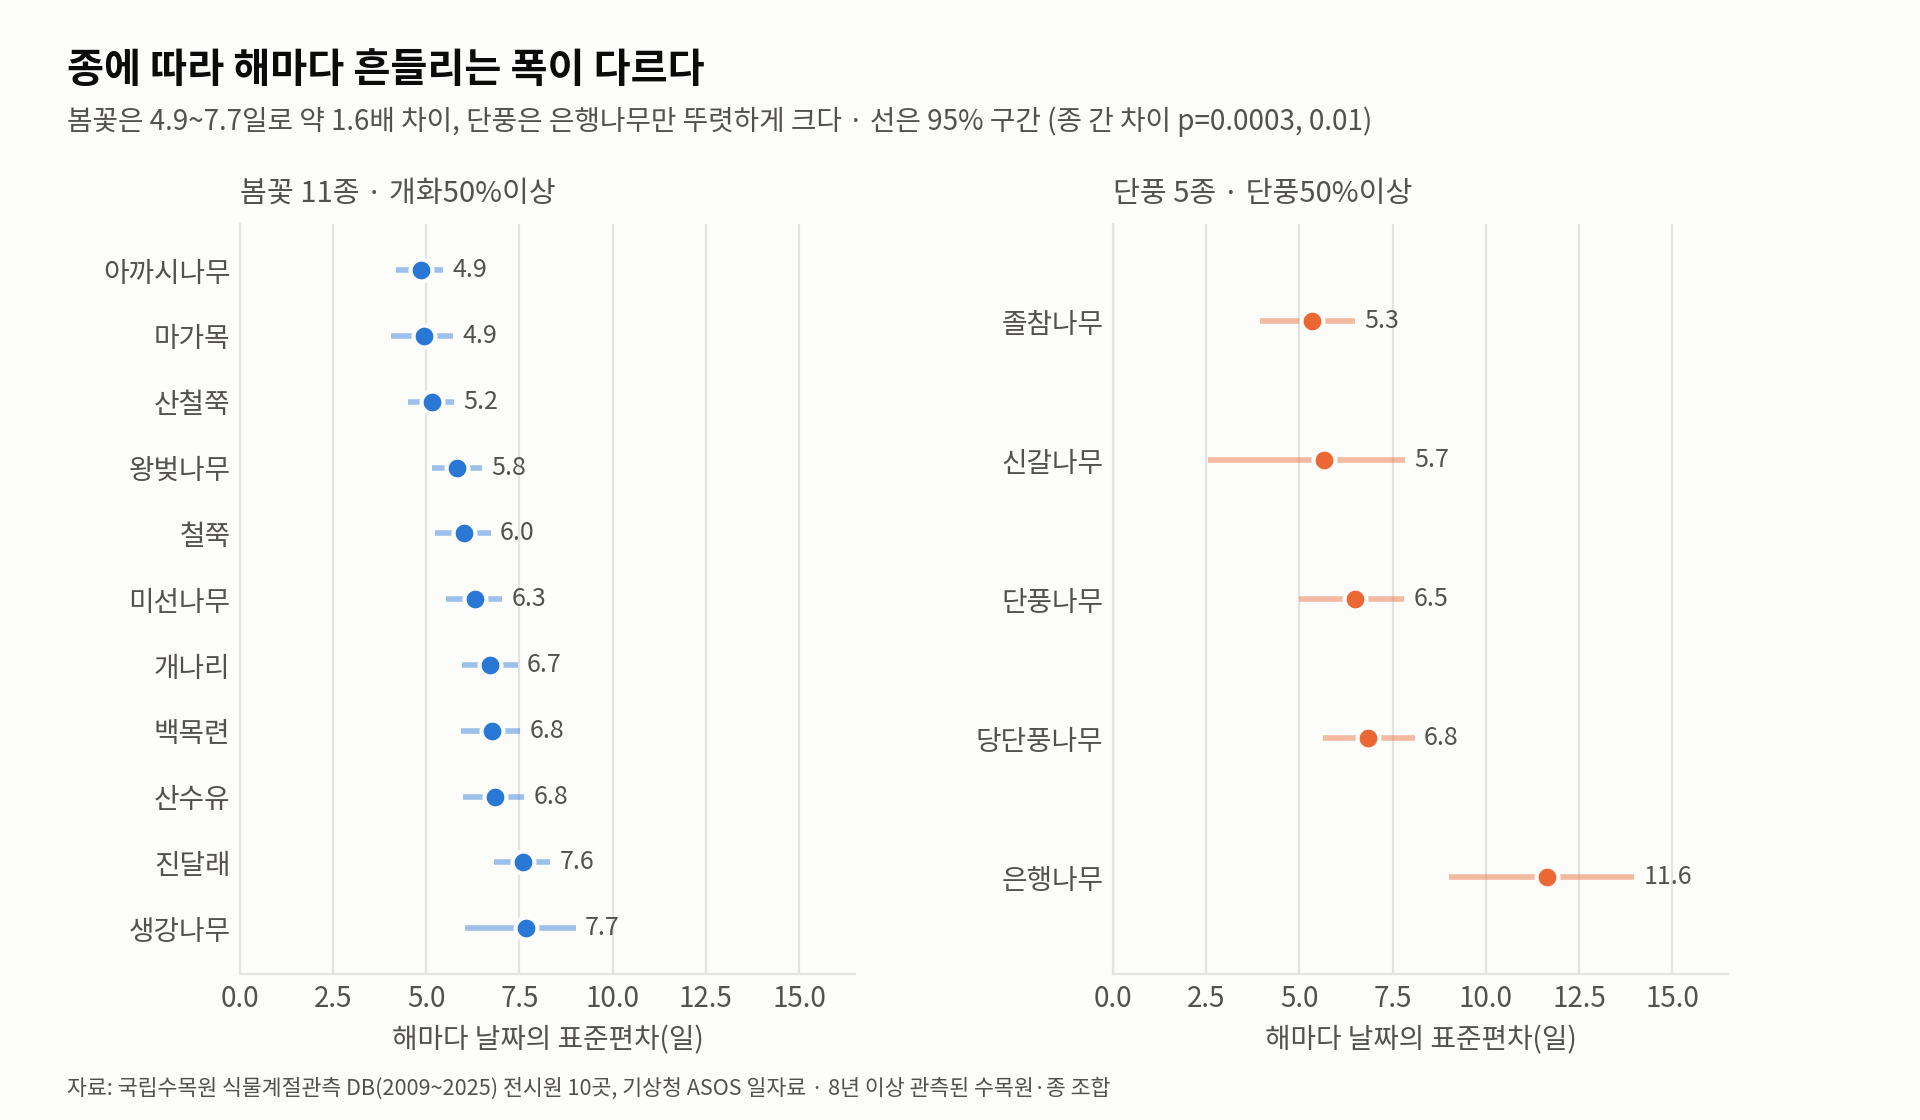 종에 따라 해마다 흔들리는 폭이 다르다
봄꽃은 4.9~7.7일로 약 1.6배 차이, 단풍은 은행나무만 뚜렷하게 크다 · 선은 95% 구간 (종 간 차이 p=0.0003, 0.01)
봄꽃 11종 · 개화50%이상
아까시나무 4.9
마가목 4.9
산철쭉 5.2
왕벚나무 5.8
철쭉 6.0
미선나무 6.3
개나리 6.7
백목련 6.8
산수유 6.8
진달래 7.6
생강나무 7.7
0.0 2.5 5.0 7.5 10.0 12.5 15.0
해마다 날짜의 표준편차(일)
단풍 5종 · 단풍50%이상
졸참나무 5.3
신갈나무 5.7
단풍나무 6.5
당단풍나무 6.8
은행나무 11.6
0.0 2.5 5.0 7.5 10.0 12.5 15.0
해마다 날짜의 표준편차(일)
자료: 국립수목원 식물계절관측 DB(2009~2025) 전시원 10곳, 기상청 ASOS 일자료 · 8년 이상 관측된 수목원·종 조합